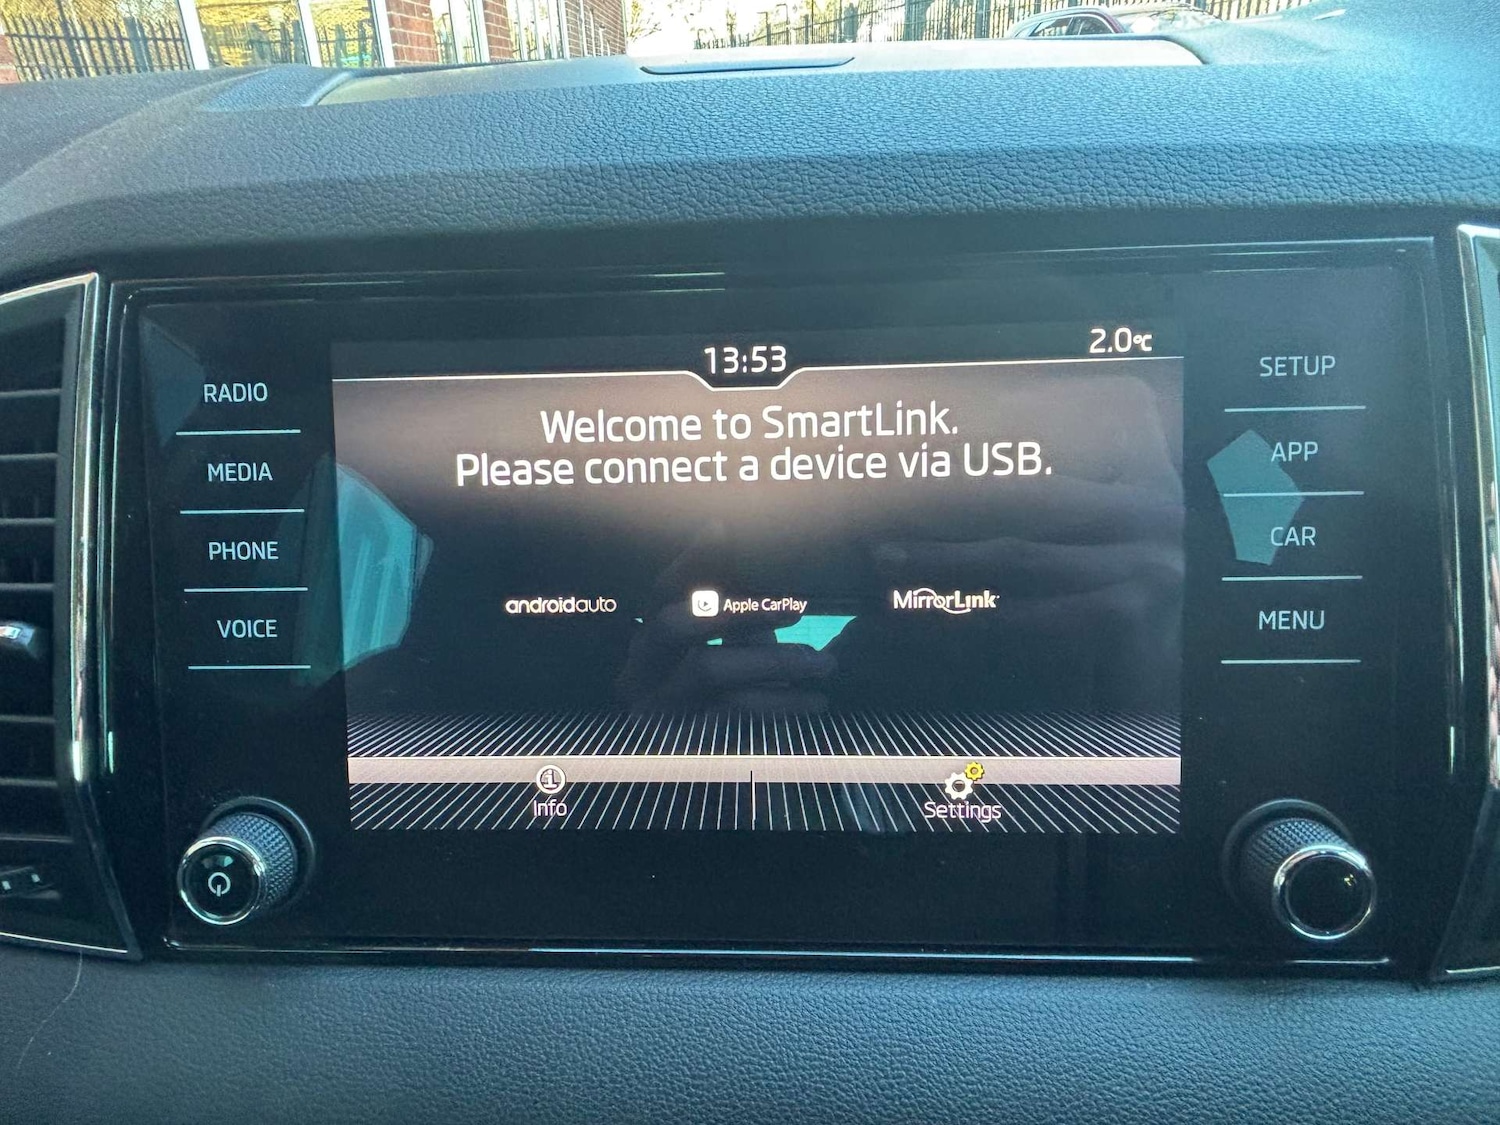 13:53
2.0°C
RADIO
MEDIA
PHONE
VOICE
Welcome to SmartLink.
Please connect a device via USB.
androidauto
Apple CarPlay
MirrorLink
Info
Settings
SETUP
APP
CAR
MENU